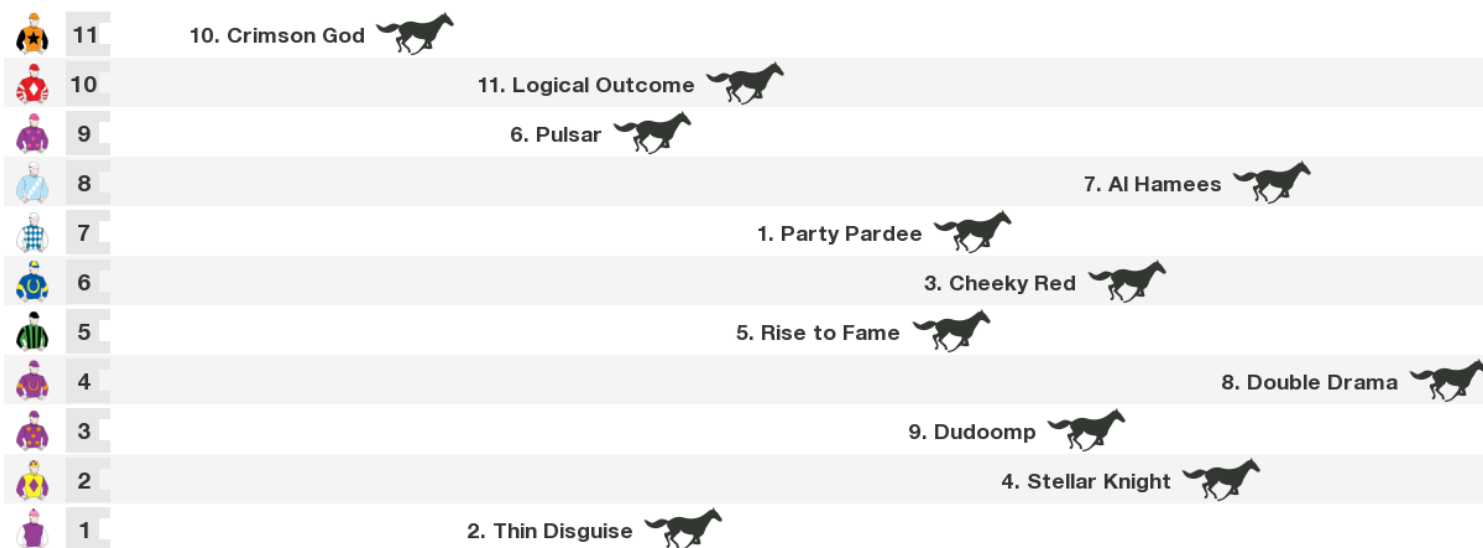 11 10. Crimson God
10 11. Logical Outcome
9 6. Pulsar
8 7. Al Hamees
7 1. Party Pardee
6 3. Cheeky Red
5 5. Rise to Fame
4 8. Double Drama
3 9. Dudoomp
2 4. Stellar Knight
1 2. Thin Disguise